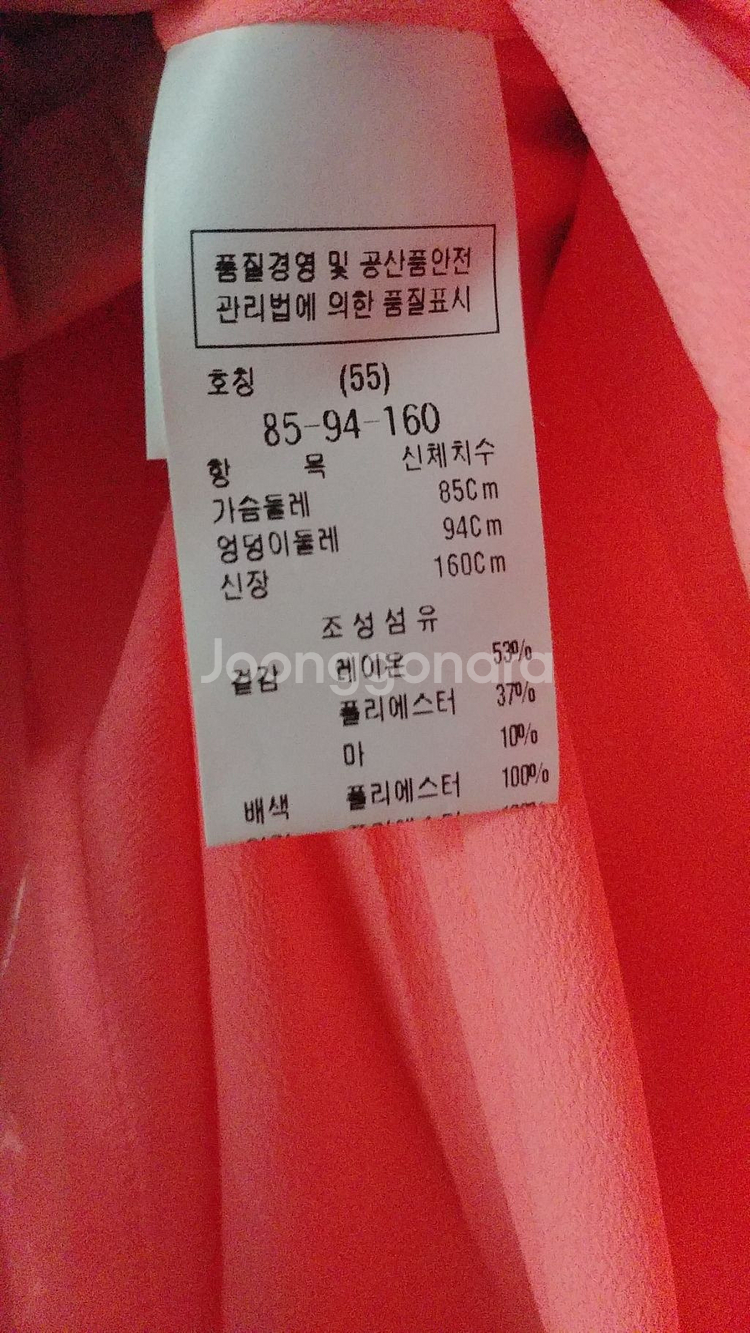 품질경영 및 공산품안전
관리법에 의한 품질표시
호칭 (55)
85-94-160
항 목 신체치수
가슴둘레 85Cm
엉덩이둘레 94Cm
신장 160Cm
조성섬유
겉감 레이온 53%
폴리에스터 37%
마 10%
배색 폴리에스터 100%
Joonggonara